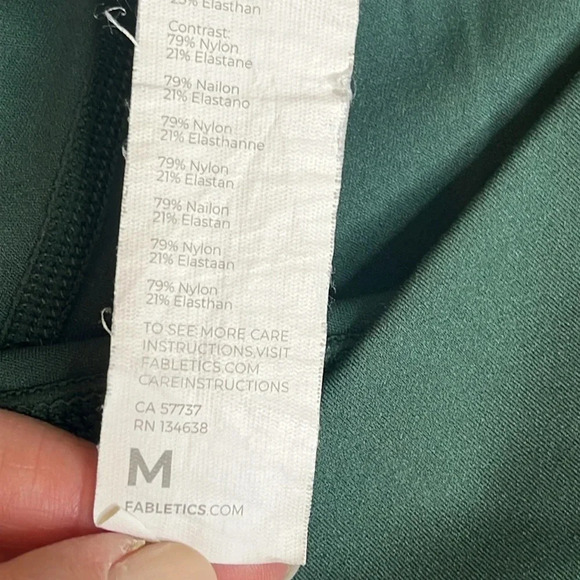 Elasthan
Contrast:
79% Nylon
21% Elastane
79% Nailon
21% Elastano
79% Nylon
21% Elasthanne
79% Nylon
21% Elastan
79% Nailon
21% Elastan
79% Nylon
21% Elastaan
79% Nylon
21% Elasthan
TO SEE MORE CARE
INSTRUCTIONS,VISIT
FABLETICS.COM
CAREINSTRUCTIONS
CA 57737
RN 134638
M
FABLETICS.COM